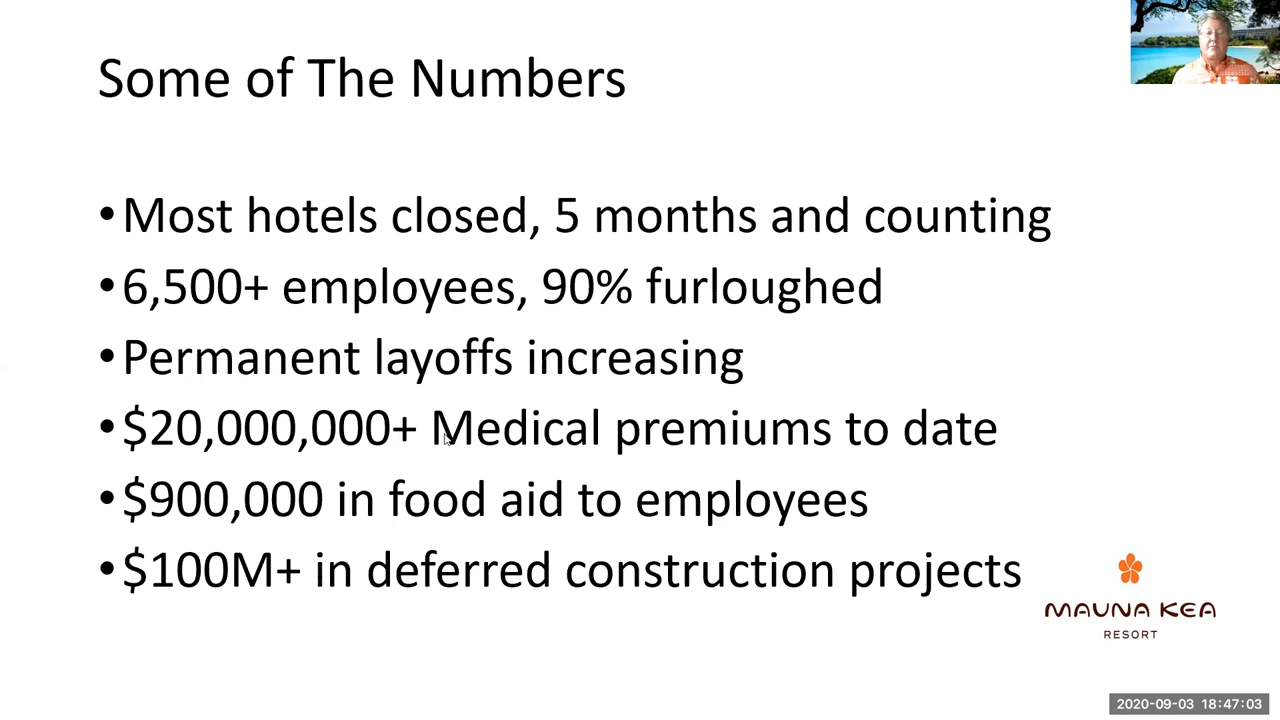 Some of The Numbers
•Most hotels closed, 5 months and counting
•6,500+ employees, 90% furloughed
•Permanent layoffs increasing
•$20,000,000+ Medical premiums to date
•$900,000 in food aid to employees
•$100M+ in deferred construction projects
MAUNA KEA
RESORT
2020-09-03 18:47:03